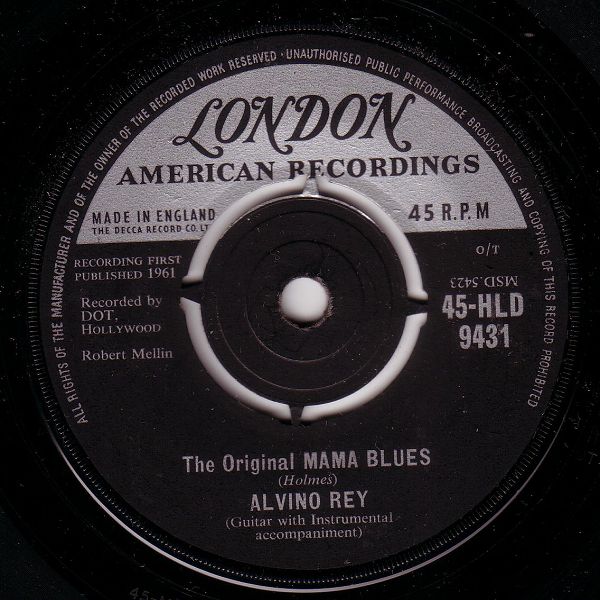 ALL RIGHTS OF THE MANUFACTURER AND OF THE OWNER OF THE RECORDED WORK RESERVED · UNAUTHORISED PUBLIC PERFORMANCE BROADCASTING AND COPYING OF THIS RECORD PROHIBITED
LONDON
AMERICAN RECORDINGS
MADE IN ENGLAND
THE DECCA RECORD CO. LT
45 R.P.M
RECORDING FIRST
PUBLISHED 1961
Recorded by
DOT,
HOLLYWOOD
Robert Mellin
T/O
MSD.5423
45-HLD
9431
The Original MAMA BLUES
(Holmes)
ALVINO REY
(Guitar with Instrumental
accompaniment)